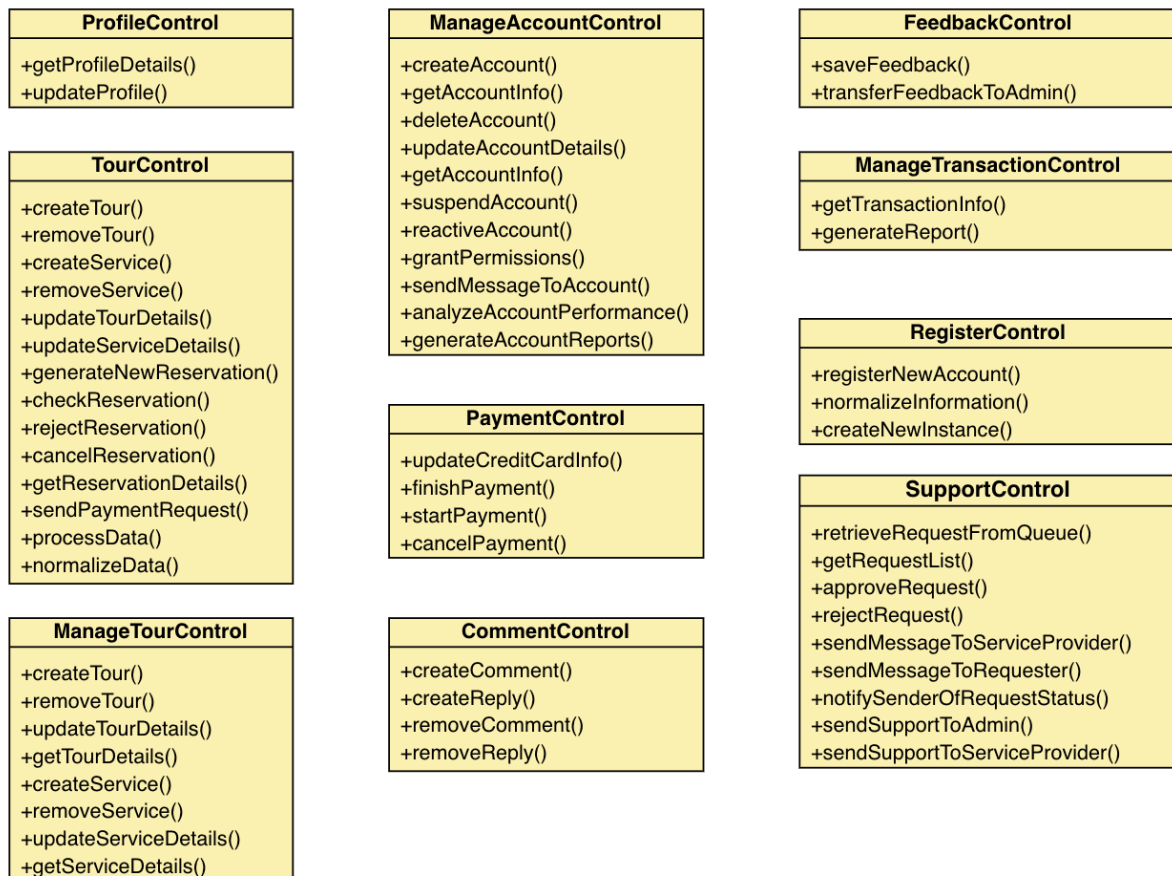 ProfileControl
+getProfileDetails()
+updateProfile()
TourControl
+createTour()
+removeTour()
+createService()
+removeService()
+updateTourDetails()
+updateServiceDetails()
+generateNewReservation()
+checkReservation()
+rejectReservation()
+cancelReservation()
+getReservationDetails()
+sendPaymentRequest()
+processData()
+normalizeData()
ManageTourControl
+createTour()
+removeTour()
+updateTourDetails()
+getTourDetails()
+createService()
+removeService()
+updateServiceDetails()
+getServiceDetails()
ManageAccountControl
+createAccount()
+getAccountInfo()
+deleteAccount()
+updateAccountDetails()
+getAccountInfo()
+suspendAccount()
+reactiveAccount()
+grantPermissions()
+sendMessageToAccount()
+analyzeAccountPerformance()
+generateAccountReports()
PaymentControl
+updateCreditCardInfo()
+finishPayment()
+startPayment()
+cancelPayment()
CommentControl
+createComment()
+createReply()
+removeComment()
+removeReply()
FeedbackControl
+saveFeedback()
+transferFeedbackToAdmin()
ManageTransactionControl
+getTransactionInfo()
+generateReport()
RegisterControl
+registerNewAccount()
+normalizeInformation()
+createNewInstance()
SupportControl
+retrieveRequestFromQueue()
+getRequestList()
+approveRequest()
+rejectRequest()
+sendMessageToServiceProvider()
+sendMessageToRequester()
+notifySenderOfRequestStatus()
+sendSupportToAdmin()
+sendSupportToServiceProvider()